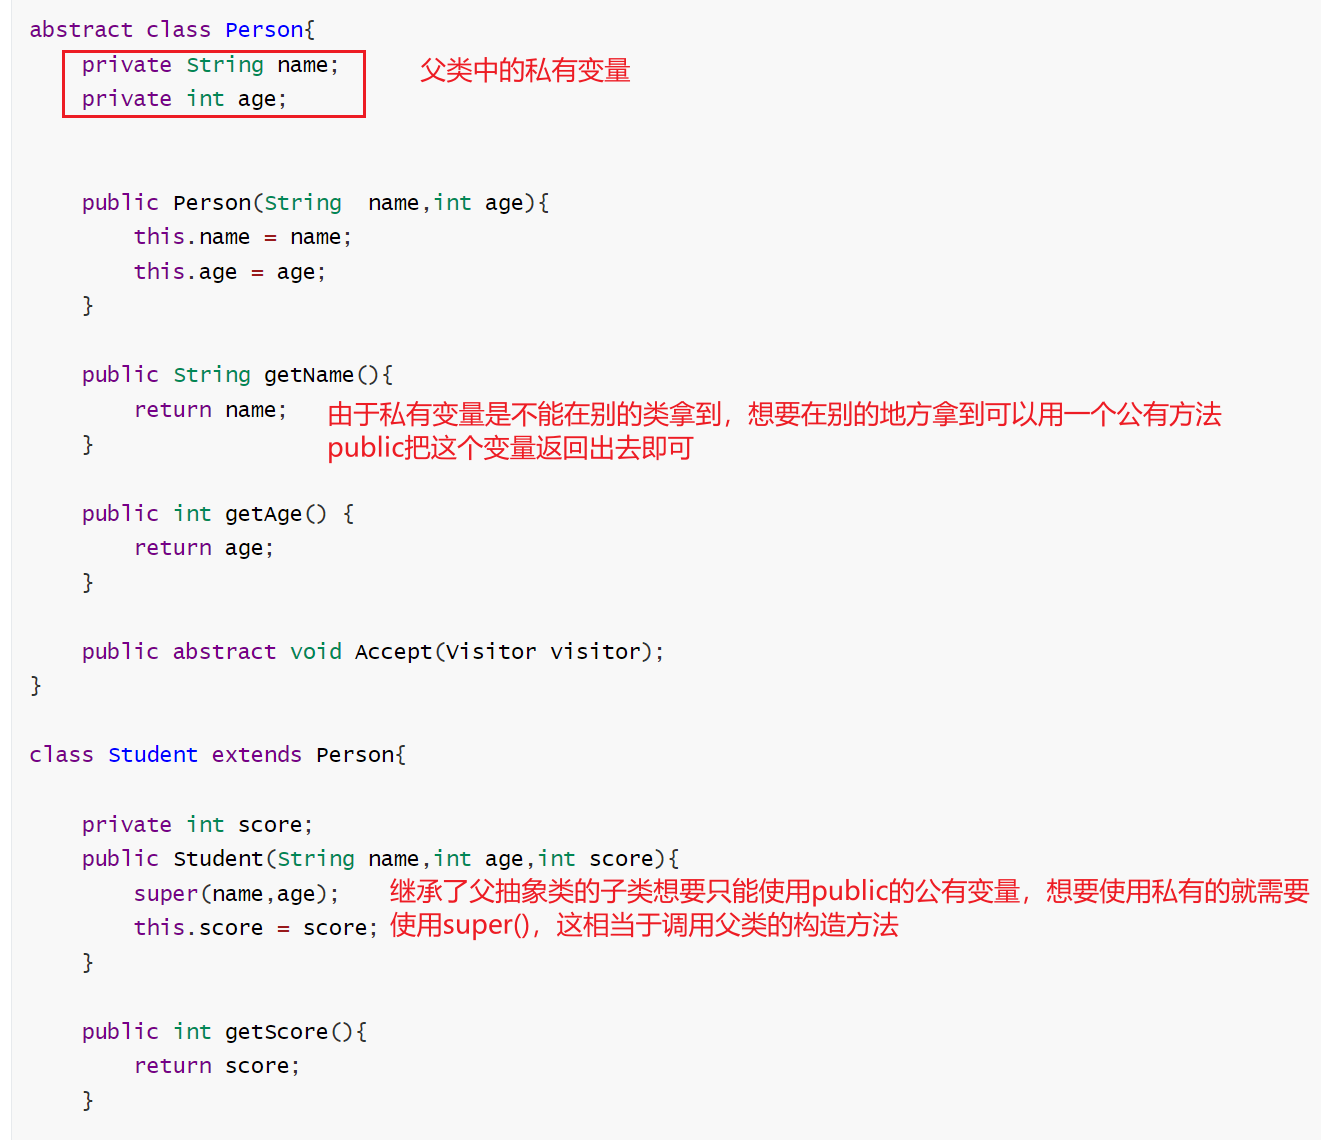 abstract class Person{
private String name;
父类中的私有变量
private int age;
public Person(String  name,int age){
this.name = name;
this.age = age;
}
public String getName(){
return name;
由于私有变量是不能在别的类拿到，想要在别的地方拿到可以用一个公有方法
}
public把这个变量返回出去即可
public int getAge() {
return age;
}
public abstract void Accept(Visitor visitor);
}
class Student extends Person{
private int score;
public Student(String name,int age,int score){
super(name,age);
继承了父抽象类的子类想要只能使用public的公有变量，想要使用私有的就需要
this.score = score;
使用super()，这相当于调用父类的构造方法
}
public int getScore(){
return score;
}